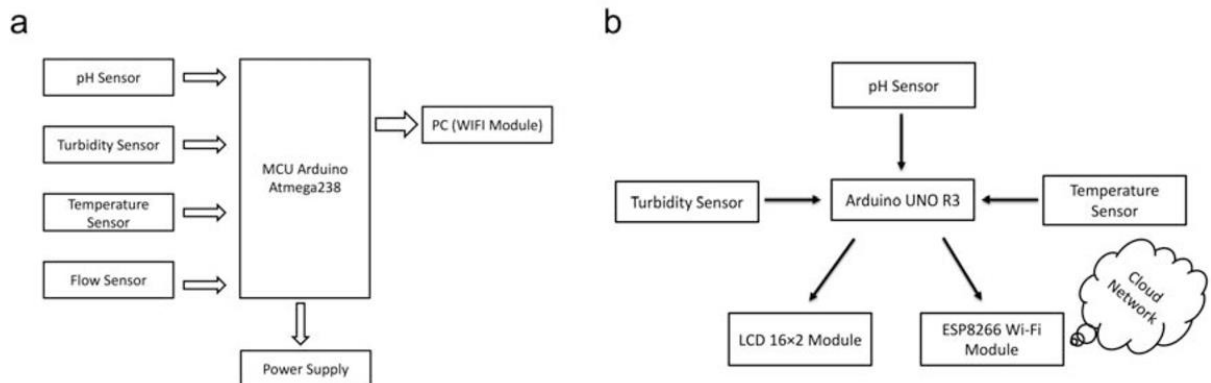 a
pH Sensor
Turbidity Sensor
Temperature
Sensor
Flow Sensor
MCU Arduino
Atmega238
PC (WIFI Module)
Power Supply
b
pH Sensor
Turbidity Sensor
Arduino UNO R3
Temperature
Sensor
LCD 16×2 Module
ESP8266 Wi-Fi
Module
Cloud
Network